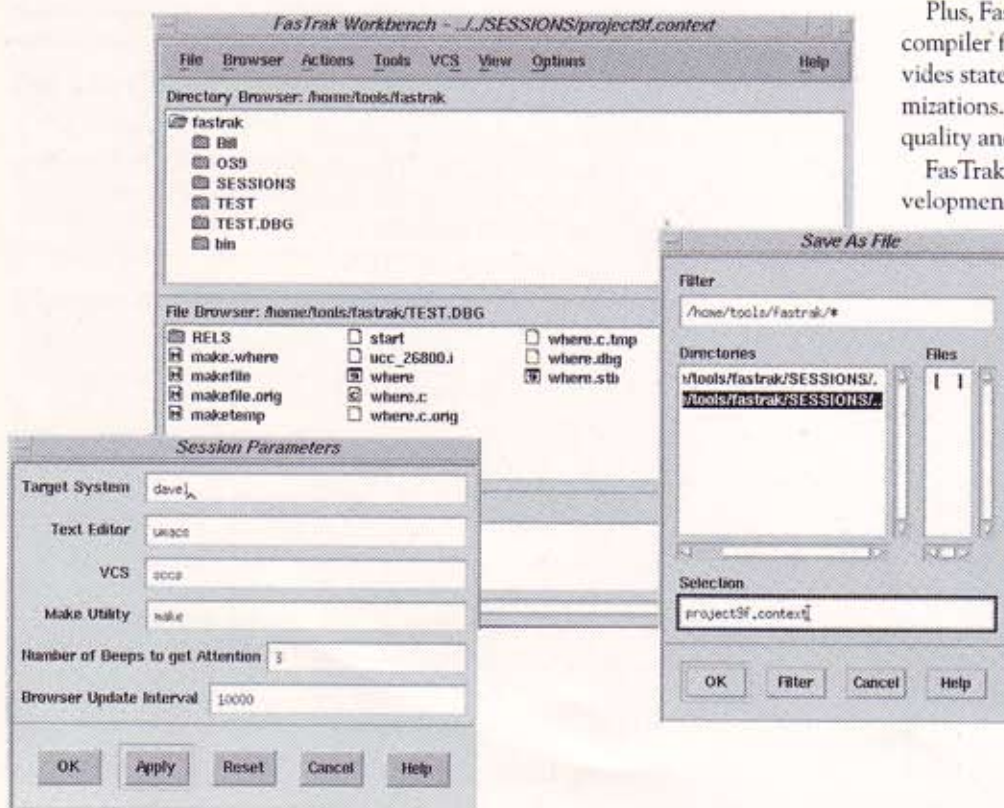 FasTrak Workbench - ../../SESSIONS/project9f.context
File Browser Actions Tools VCS View Options Help
Directory Browser: /home/tools/fastrak
fastrak
Bill
OS9
SESSIONS
TEST
TEST.DBG
bin
File Browser: /home/tools/fastrak/TEST.DBG
RELS
make.where
makefile
makefile.orig
maketemp
start
ucc_26800.i
where
where.c
where.c.orig
where.c.tmp
where.dbg
where.stb
Plus, Fas
compiler f
vides state
mizations.
quality and
FasTrak
velopmen
Save As File
Filter
/home/tools/fastrak/*
Directories Files
/tools/fastrak/SESSIONS/.
/tools/fastrak/SESSIONS/..
[ ]
Selection
project9f.context
OK Filter Cancel Help
Session Parameters
Target System dave
Text Editor umacs
VCS sccs
Make Utility make
Number of Beeps to get Attention 3
Browser Update Interval 10000
OK Apply Reset Cancel Help